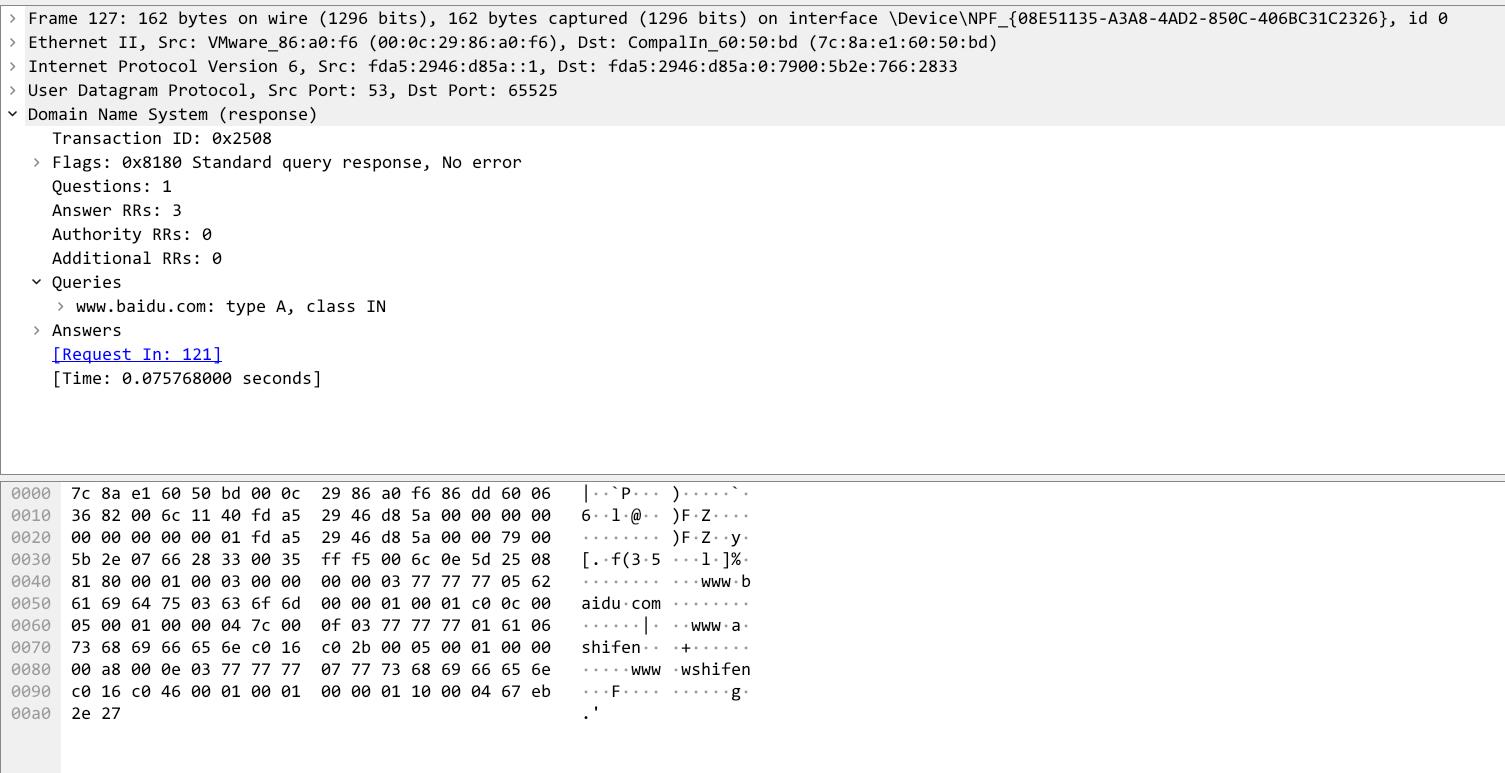 Frame 127: 162 bytes on wire (1296 bits), 162 bytes captured (1296 bits) on interface \Device\NPF_{08E51135-A3A8-4AD2-850C-406BC31C2326}, id 0
Ethernet II, Src: VMware_86:a0:f6 (00:0c:29:86:a0:f6), Dst: CompalIn_60:50:bd (7c:8a:e1:60:50:bd)
Internet Protocol Version 6, Src: fda5:2946:d85a::1, Dst: fda5:2946:d85a:0:7900:5b2e:766:2833
User Datagram Protocol, Src Port: 53, Dst Port: 65525
Domain Name System (response)
Transaction ID: 0x2508
Flags: 0x8180 Standard query response, No error
Questions: 1
Answer RRs: 3
Authority RRs: 0
Additional RRs: 0
Queries
www.baidu.com: type A, class IN
Answers
[Request In: 121]
[Time: 0.075768000 seconds]
0000 7c 8a e1 60 50 bd 00 0c 29 86 a0 f6 86 dd 60 06 |··`P··· )·····`·
0010 36 82 00 6c 11 40 fd a5 29 46 d8 5a 00 00 00 00 6··l·@·· )F·Z····
0020 00 00 00 00 00 01 fd a5 29 46 d8 5a 00 00 79 00 ········ )F·Z··y·
0030 5b 2e 07 66 28 33 00 35 ff f5 00 6c 0e 5d 25 08 [.·f(3·5 ···l·]%·
0040 81 80 00 01 00 03 00 00 00 00 03 77 77 77 05 62 ········ ···www·b
0050 61 69 64 75 03 63 6f 6d 00 00 01 00 01 c0 0c 00 aidu·com ········
0060 05 00 01 00 00 04 7c 00 0f 03 77 77 77 01 61 06 ······|· ··www·a·
0070 73 68 69 66 65 6e c0 16 c0 2b 00 05 00 01 00 00 shifen·· ·+······
0080 00 a8 00 0e 03 77 77 77 07 77 73 68 69 66 65 6e ·····www ·wshifen
0090 c0 16 c0 46 00 01 00 01 00 00 01 10 00 04 67 eb ···F···· ······g·
00a0 2e 27 .'